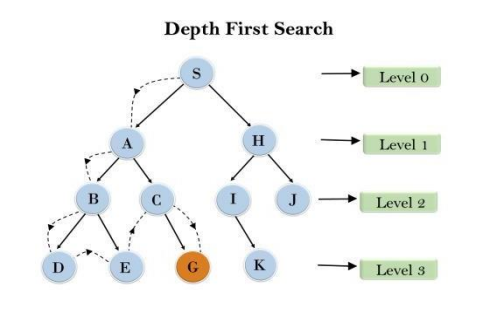 Depth First Search
S
Level 0
A
H
Level 1
B
C
I
J
Level 2
D
E
G
K
Level 3